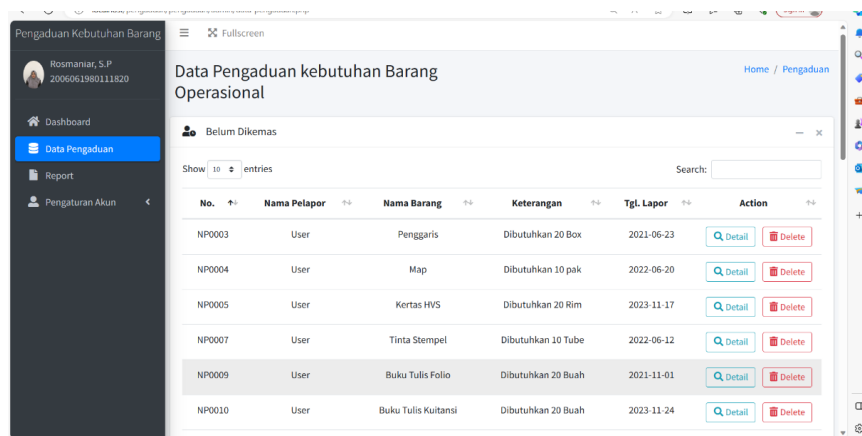 Pengaduan Kebutuhan Barang
Fullscreen
Rosmaniar, S.P
2006061980111820
Dashboard
Data Pengaduan
Report
Pengaturan Akun
Data Pengaduan kebutuhan Barang
Operasional
Home / Pengaduan
Belum Dikemas
Show 10 entries
Search:
No. Nama Pelapor Nama Barang Keterangan Tgl. Lapor Action
NP0003 User Penggaris Dibutuhkan 20 Box 2021-06-23 Detail Delete
NP0004 User Map Dibutuhkan 10 pak 2022-06-20 Detail Delete
NP0005 User Kertas HVS Dibutuhkan 20 Rim 2023-11-17 Detail Delete
NP0007 User Tinta Stempel Dibutuhkan 10 Tube 2022-06-12 Detail Delete
NP0009 User Buku Tulis Folio Dibutuhkan 20 Buah 2021-11-01 Detail Delete
NP0010 User Buku Tulis Kuitansi Dibutuhkan 20 Buah 2023-11-24 Detail Delete